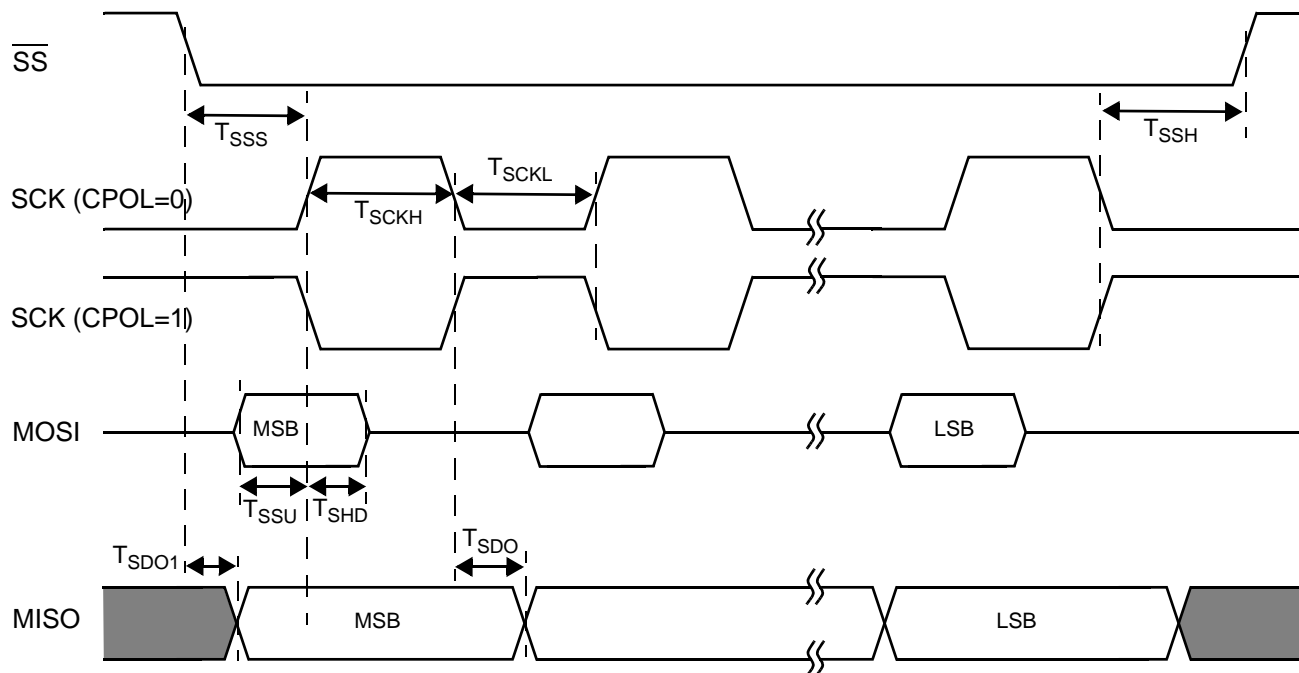 SS
TSSS
TSSH
SCK (CPOL=0)
TSCKH
TSCKL
SCK (CPOL=1)
MOSI
MSB
LSB
TSSU
TSHD
TSDO1
TSDO
MISO
MSB
LSB